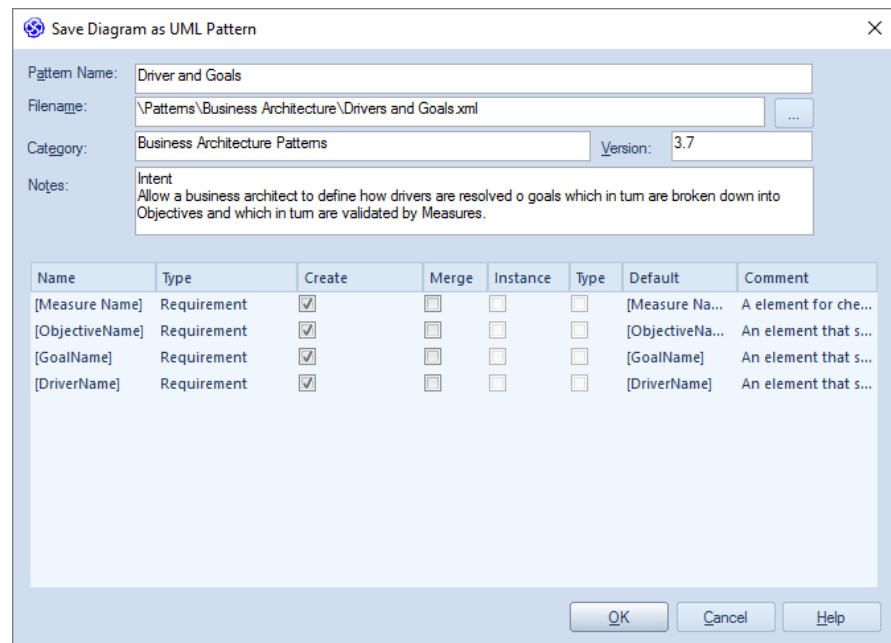 Save Diagram as UML Pattern
Pattern Name: Driver and Goals
Filename: \Patterns\Business Architecture\Drivers and Goals.xml ...
Category: Business Architecture Patterns Version: 3.7
Notes: Intent
Allow a business architect to define how drivers are resolved o goals which in turn are broken down into
Objectives and which in turn are validated by Measures.
Name Type Create Merge Instance Type Default Comment
[Measure Name] Requirement [Measure Na... A element for che...
[ObjectiveName] Requirement [ObjectiveNa... An element that s...
[GoalName] Requirement [GoalName] An element that s...
[DriverName] Requirement [DriverName] An element that s...
OK Cancel Help